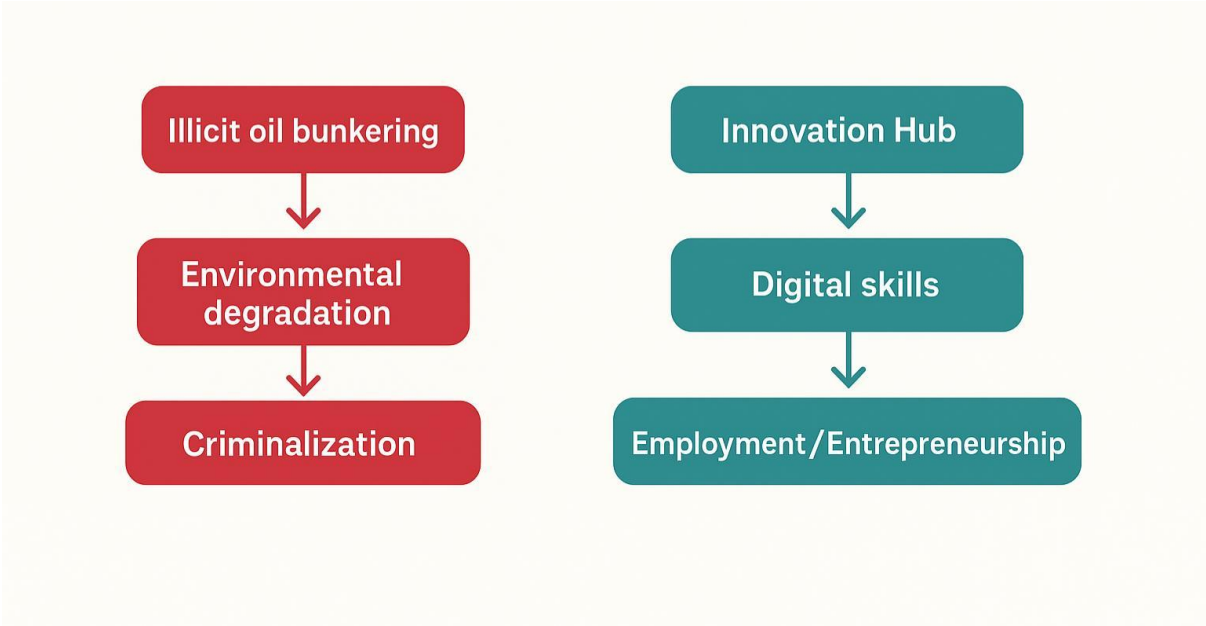 Illicit oil bunkering
Environmental
degradation
Criminalization
Innovation Hub
Digital skills
Employment/Entrepreneurship